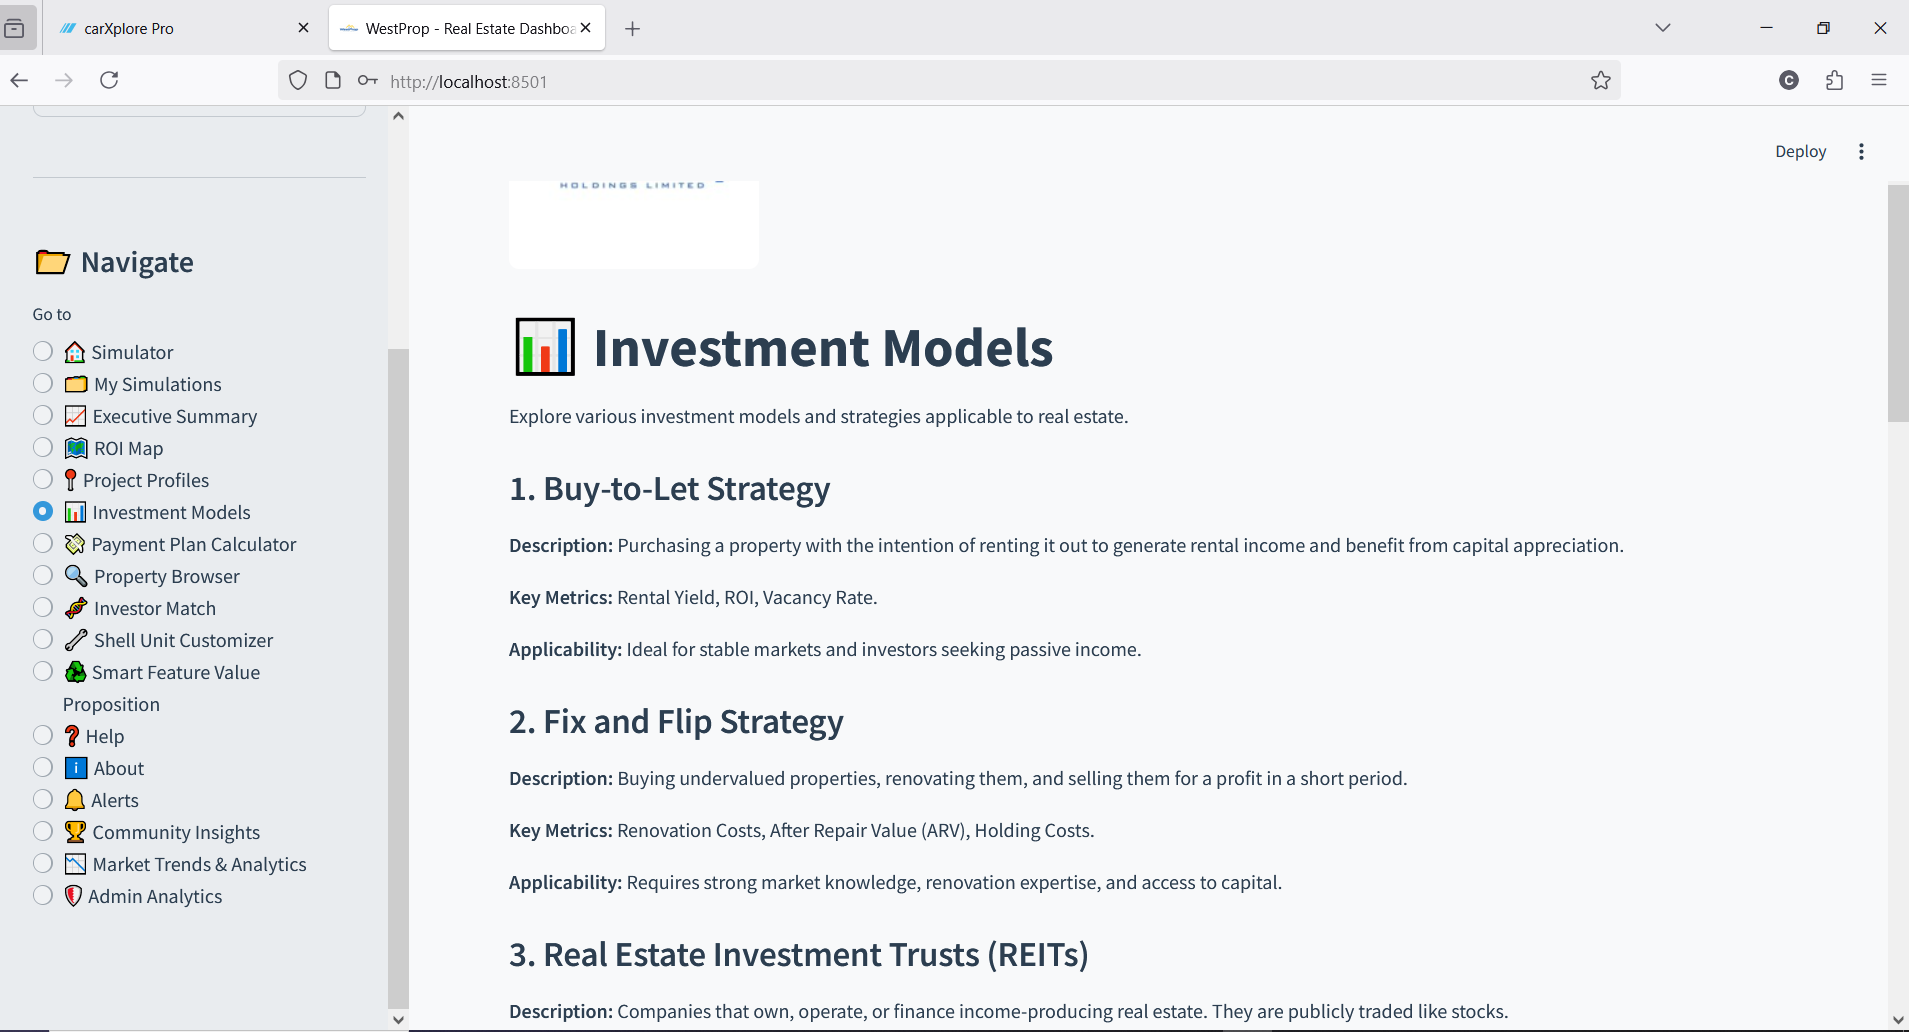 carXplore Pro
WestProp - Real Estate Dashboa
http://localhost:8501
Deploy
HOLDINGS LIMITED
Navigate
Go to
Simulator
My Simulations
Executive Summary
ROI Map
Project Profiles
Investment Models
Payment Plan Calculator
Property Browser
Investor Match
Shell Unit Customizer
Smart Feature Value
Proposition
Help
About
Alerts
Community Insights
Market Trends & Analytics
Admin Analytics
Investment Models
Explore various investment models and strategies applicable to real estate.
1. Buy-to-Let Strategy
Description: Purchasing a property with the intention of renting it out to generate rental income and benefit from capital appreciation.
Key Metrics: Rental Yield, ROI, Vacancy Rate.
Applicability: Ideal for stable markets and investors seeking passive income.
2. Fix and Flip Strategy
Description: Buying undervalued properties, renovating them, and selling them for a profit in a short period.
Key Metrics: Renovation Costs, After Repair Value (ARV), Holding Costs.
Applicability: Requires strong market knowledge, renovation expertise, and access to capital.
3. Real Estate Investment Trusts (REITs)
Description: Companies that own, operate, or finance income-producing real estate. They are publicly traded like stocks.